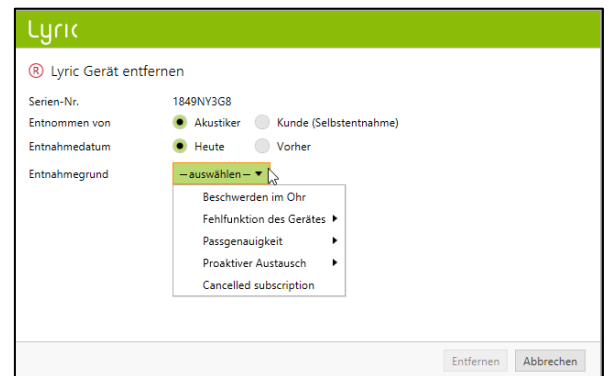 Lyric
® Lyric Gerät entfernen
Serien-Nr. 1849NY3G8
Entnommen von Akustiker Kunde (Selbstentnahme)
Entnahmedatum Heute Vorher
Entnahmegrund —auswählen—
Beschwerden im Ohr
Fehlfunktion des Gerätes
Passgenauigkeit
Proaktiver Austausch
Cancelled subscription
Entfernen Abbrechen